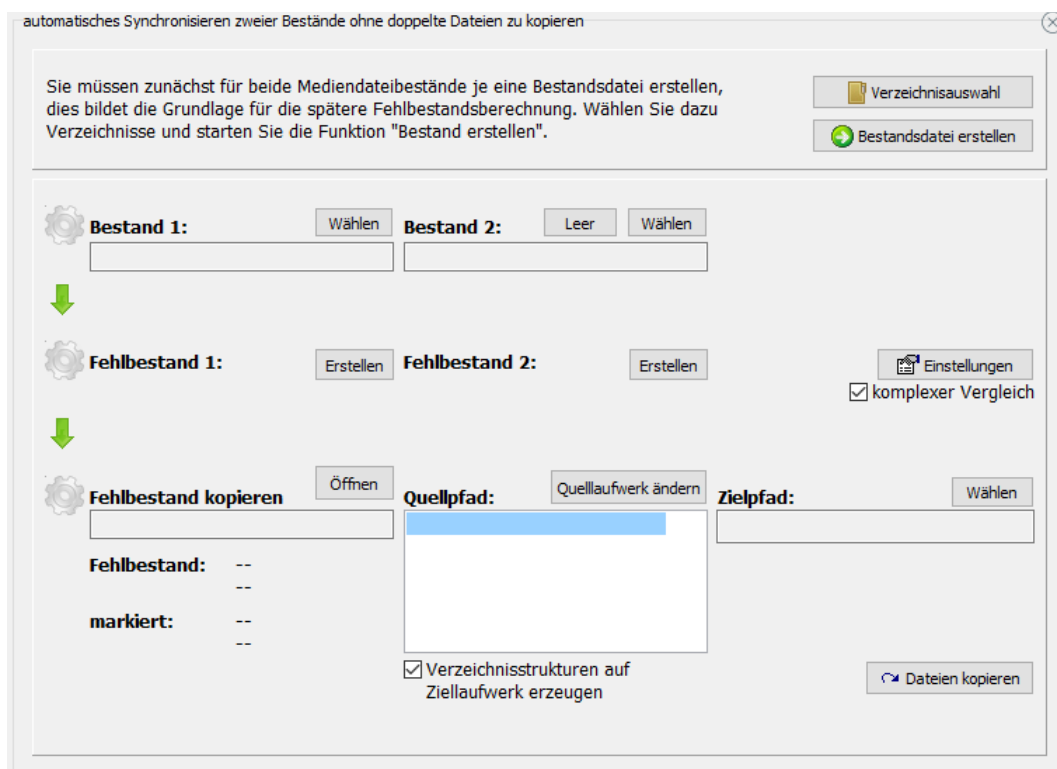 automatisches Synchronisieren zweier Bestände ohne doppelte Dateien zu kopieren
Sie müssen zunächst für beide Mediendateibestände je eine Bestandsdatei erstellen,
dies bildet die Grundlage für die spätere Fehlbestandsberechnung. Wählen Sie dazu
Verzeichnisse und starten Sie die Funktion "Bestand erstellen".
Verzeichnisauswahl
Bestandsdatei erstellen
Bestand 1:
Wählen
Bestand 2:
Leer
Wählen
Fehlbestand 1:
Erstellen
Fehlbestand 2:
Erstellen
Einstellungen
komplexer Vergleich
Fehlbestand kopieren
Öffnen
Quellpfad:
Quelllaufwerk ändern
Zielpfad:
Wählen
Fehlbestand: --
--
markiert: --
--
Verzeichnisstrukturen auf
Ziellaufwerk erzeugen
Dateien kopieren